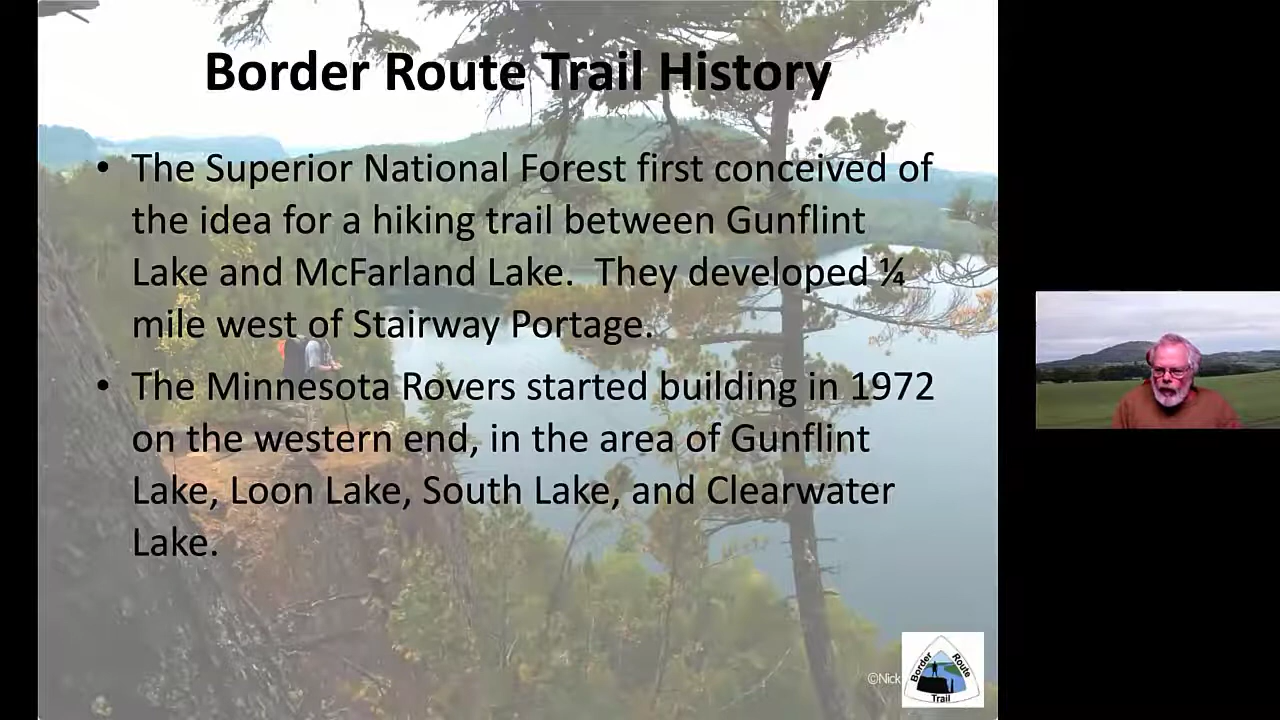 Border Route Trail History
• The Superior National Forest first conceived of
the idea for a hiking trail between Gunflint
Lake and McFarland Lake.  They developed ¼
mile west of Stairway Portage.
• The Minnesota Rovers started building in 1972
on the western end, in the area of Gunflint
Lake, Loon Lake, South Lake, and Clearwater
Lake.
©Nick
Border Route
Trail